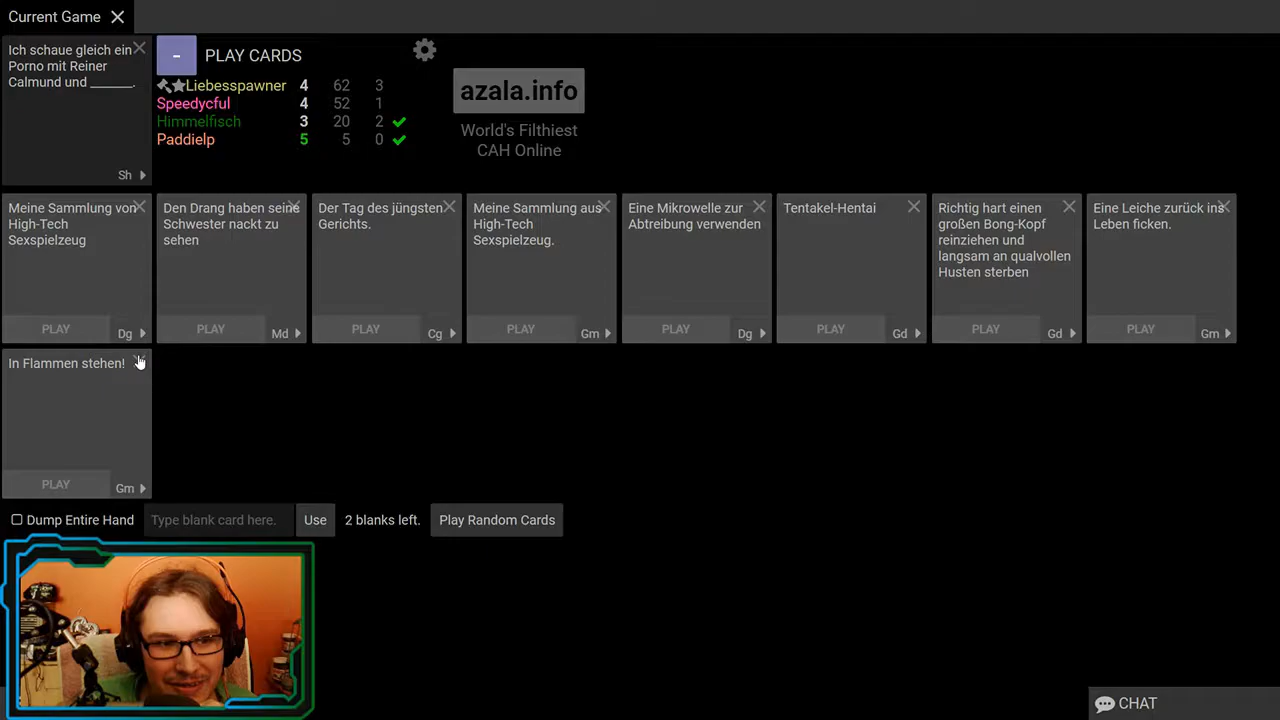 Current Game
Ich schaue gleich ein
Porno mit Reiner
Calmund und ______.
Sh
-
PLAY CARDS
Liebesspawner 4 62 3
Speedycful 4 52 1
Himmelfisch 3 20 2
Paddielp 5 5 0
azala.info
World's Filthiest
CAH Online
Meine Sammlung von
High-Tech
Sexspielzeug
PLAY
Dg
Den Drang haben seine
Schwester nackt zu
sehen
PLAY
Md
Der Tag des jüngsten
Gerichts.
PLAY
Cg
Meine Sammlung aus
High-Tech
Sexspielzeug.
PLAY
Gm
Eine Mikrowelle zur
Abtreibung verwenden
PLAY
Dg
Tentakel-Hentai
PLAY
Gd
Richtig hart einen
großen Bong-Kopf
reinziehen und
langsam an qualvollen
Husten sterben
PLAY
Gd
Eine Leiche zurück ins
Leben ficken.
PLAY
Gm
In Flammen stehen!
PLAY
Gm
Dump Entire Hand
Type blank card here.
Use
2 blanks left.
Play Random Cards
CHAT